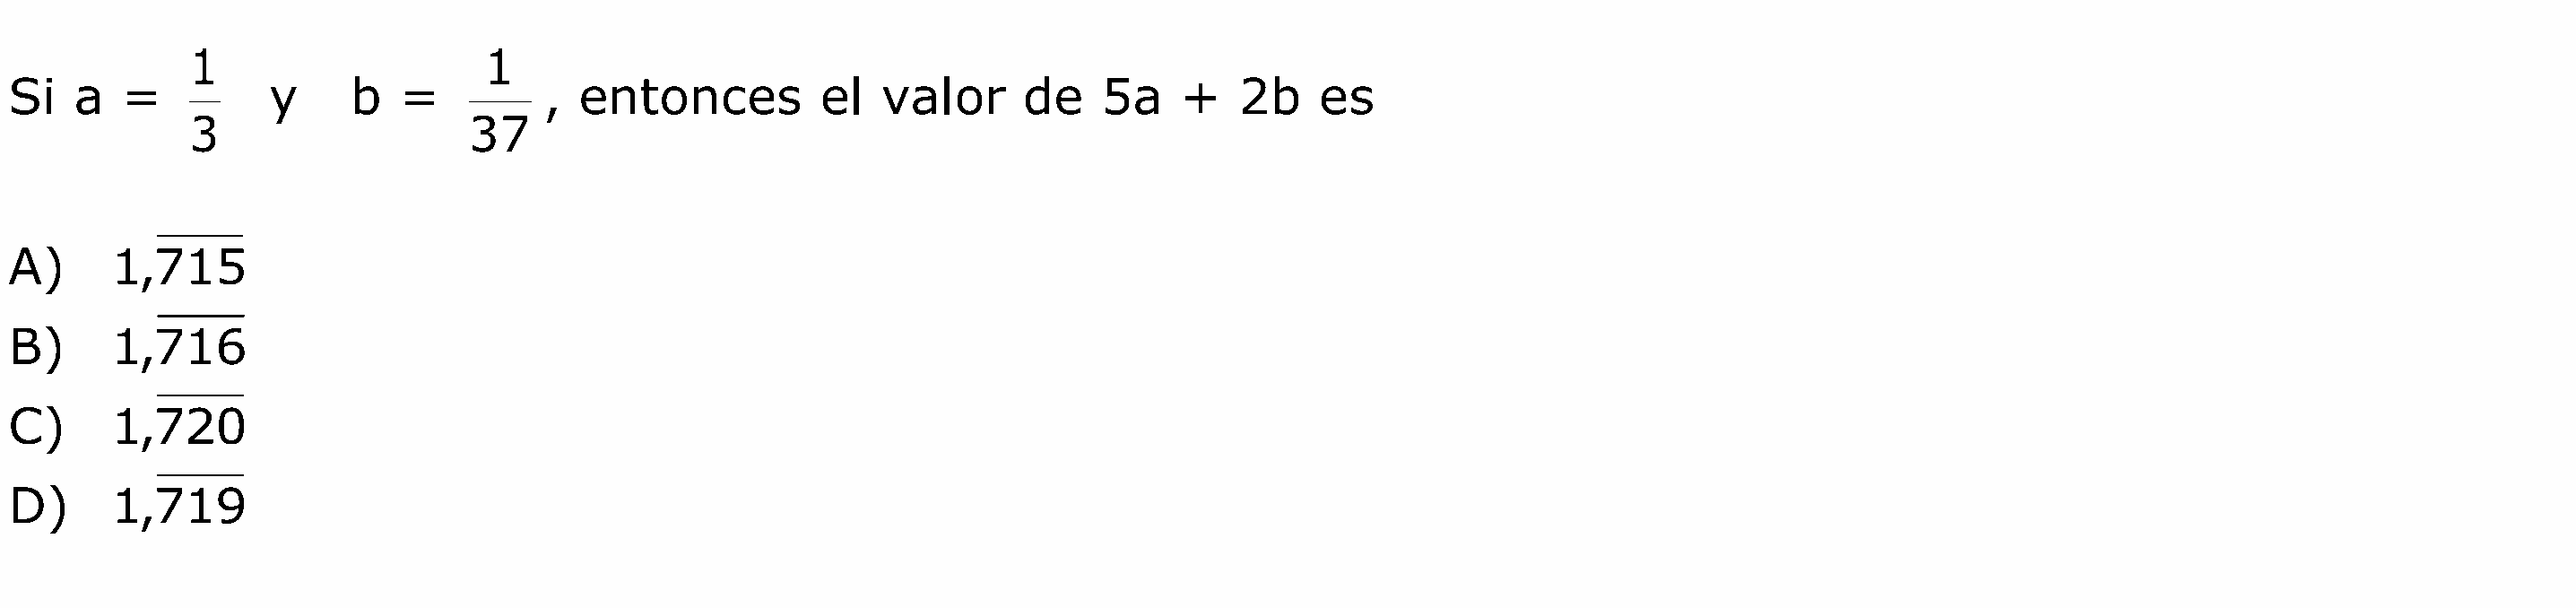 Si a = \frac{1}{3} y b = \frac{1}{37}, entonces el valor de 5a + 2b es
A) 1,\overline{715}
B) 1,\overline{716}
C) 1,\overline{720}
D) 1,\overline{719}